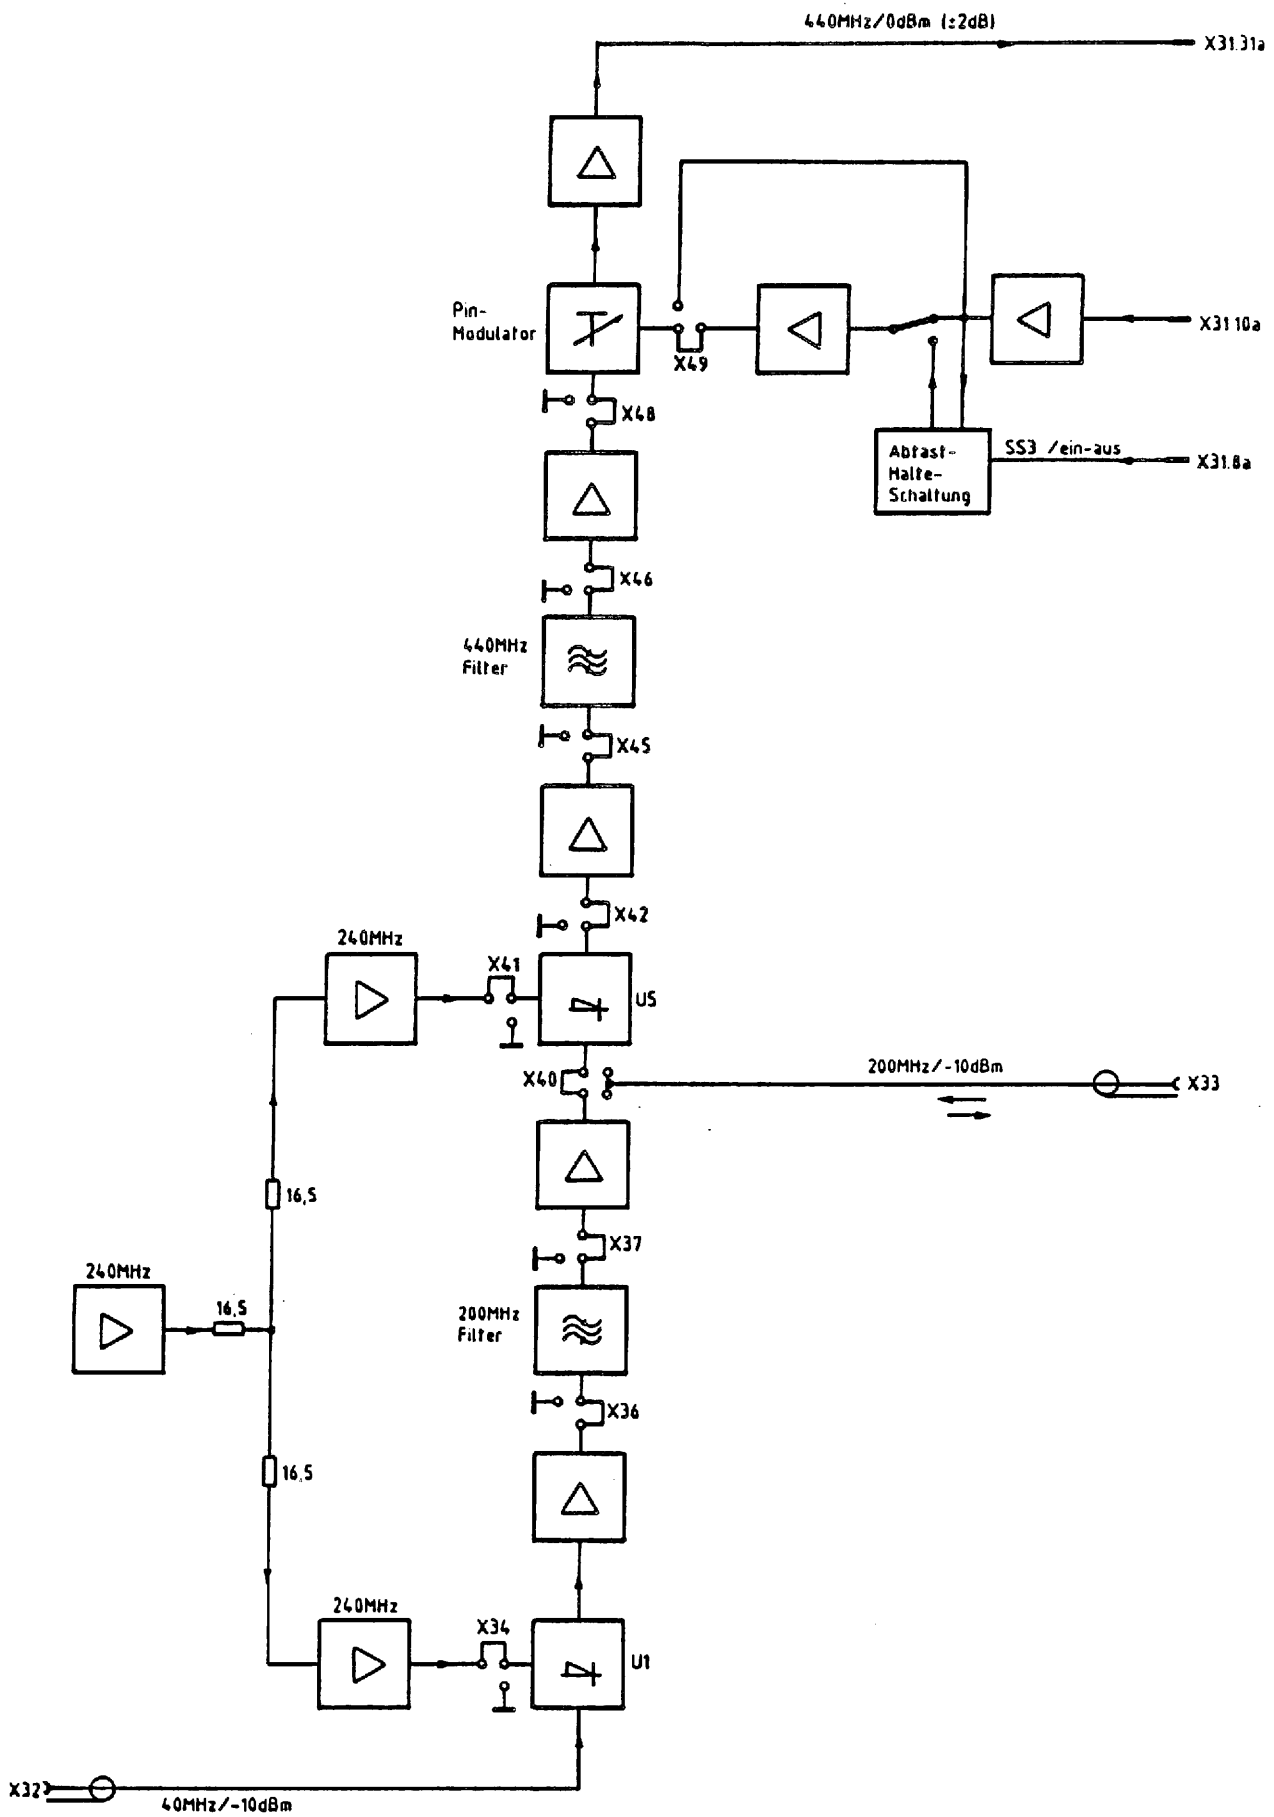 440MHz/0dBm (±2dB)
X31.31a
Pin-
Modulator
X49
X31.10a
X48
Abtast-
Halte-
Schaltung
SS3 /ein-aus
X31.8a
X46
440MHz
Filter
X45
X42
240MHz
X41
U5
X40
200MHz/-10dBm
X33
16,5
X37
240MHz
16,5
200MHz
Filter
X36
16,5
240MHz
X34
U1
X32
40MHz/-10dBm